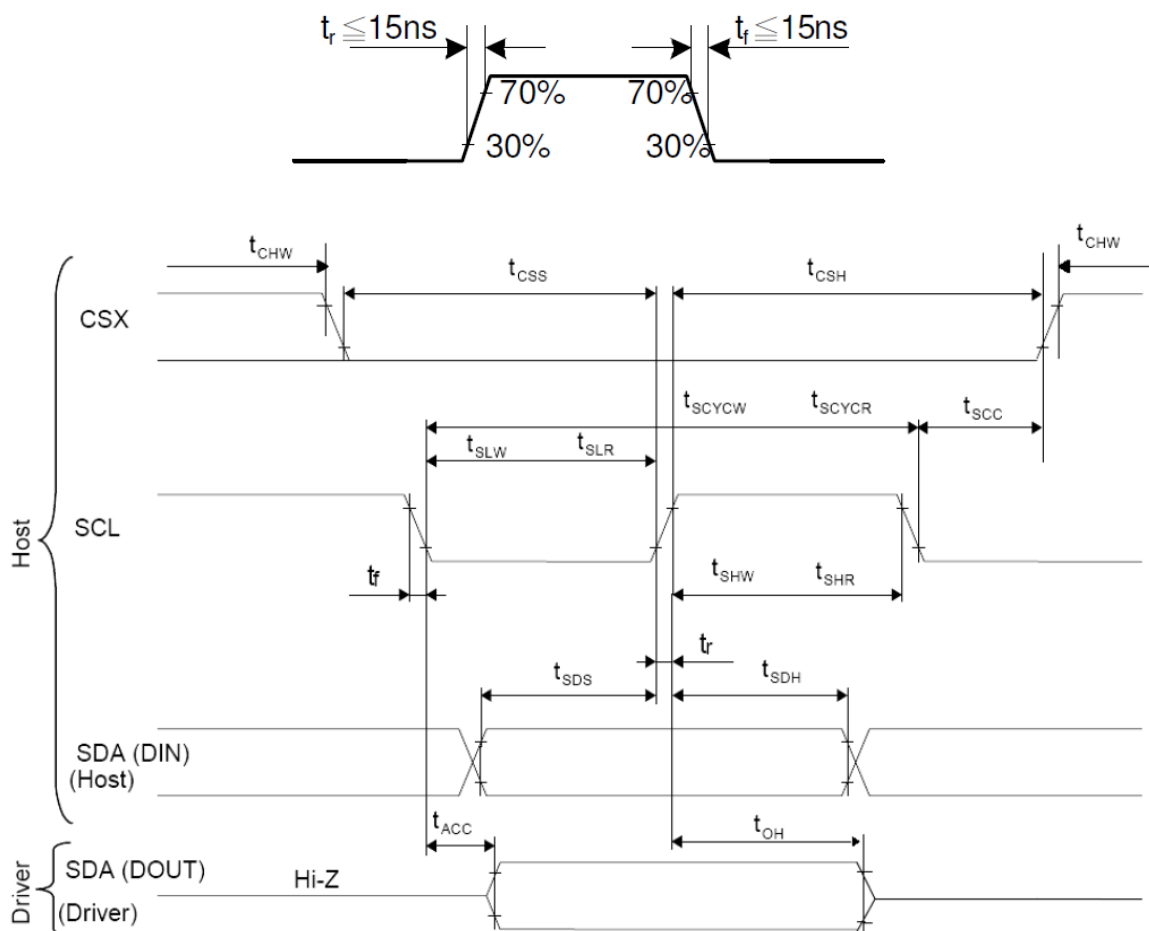 tr ≦15ns tf ≦15ns
70% 70%
30% 30%
tCHW tCHW
tCSS tCSH
CSX
tSCYCW tSCYCR tSCC
tSLW tSLR
Host
SCL
tSHW tSHR
tf
tr
tSDS tSDH
SDA (DIN)
(Host)
tACC tOH
Driver
SDA (DOUT)
Hi-Z
(Driver)